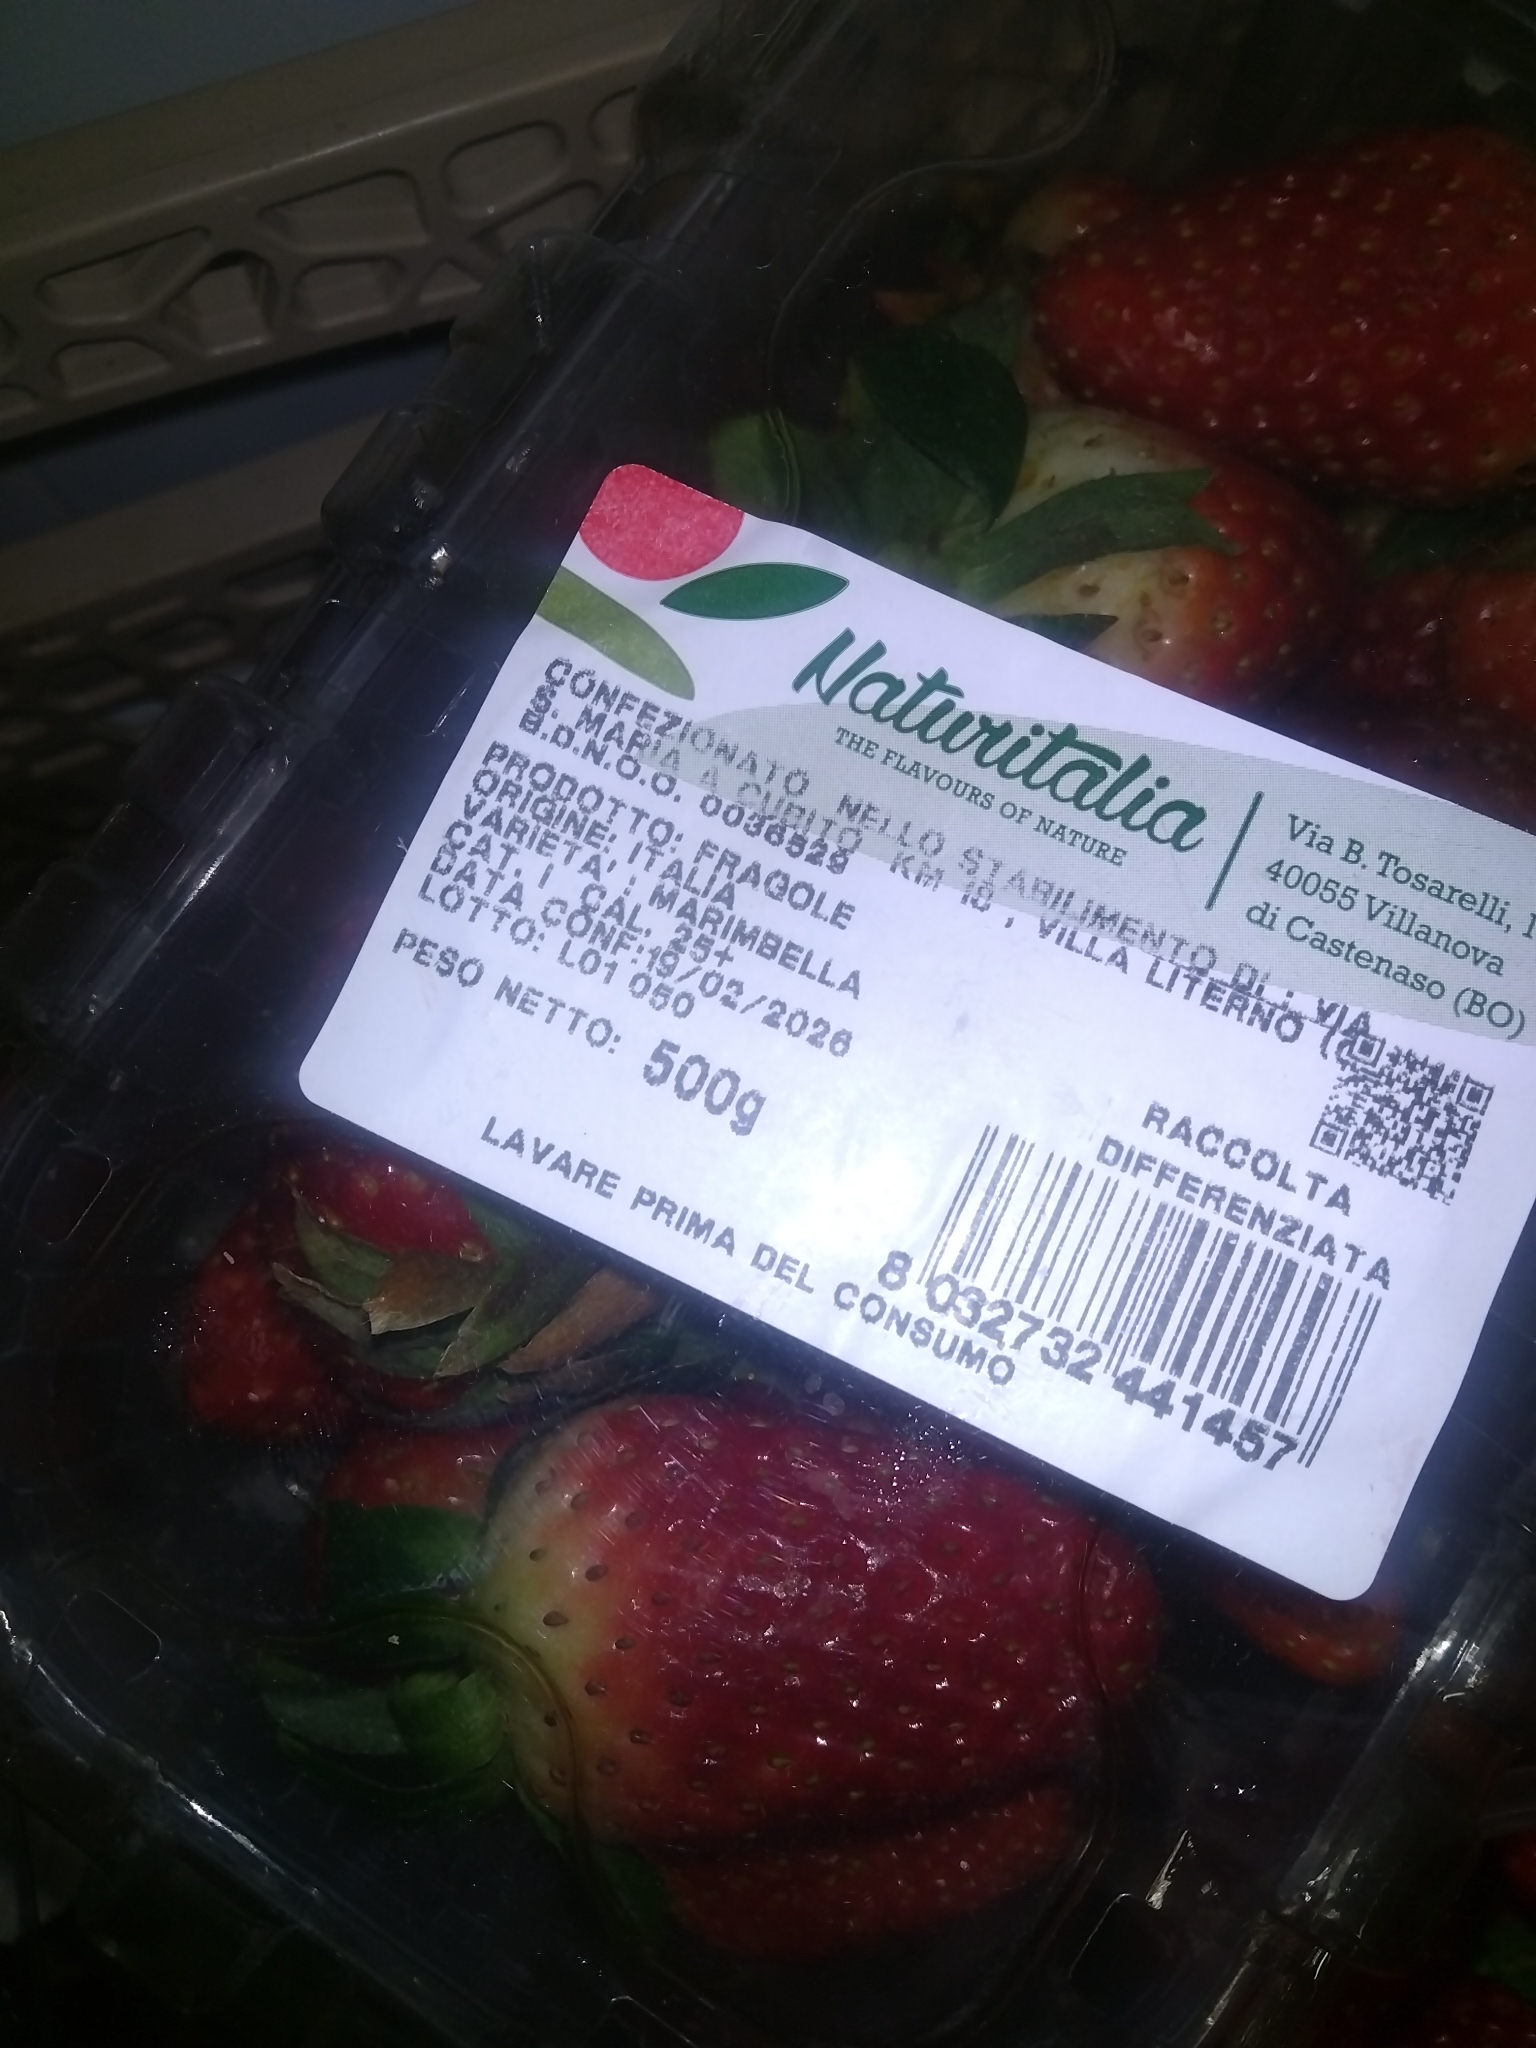 Naturitalia
THE FLAVOURS OF NATURE
Via B. Tosarelli,
40055 Villanova
di Castenaso (BO)
CONFEZIONATO NELLO STABILIMENTO DI: VIA
S. MARIA A CUBITO KM 18, VILLA LITERNO (
B.D.N.O.O. 0036529
PRODOTTO: FRAGOLE
ORIGINE: ITALIA
VARIETA': MARIMBELLA
CAT. I CAL. 25+
DATA CONF:19/02/2026
LOTTO: L01 050
PESO NETTO: 500g
RACCOLTA
DIFFERENZIATA
8 032732 441457
LAVARE PRIMA DEL CONSUMO